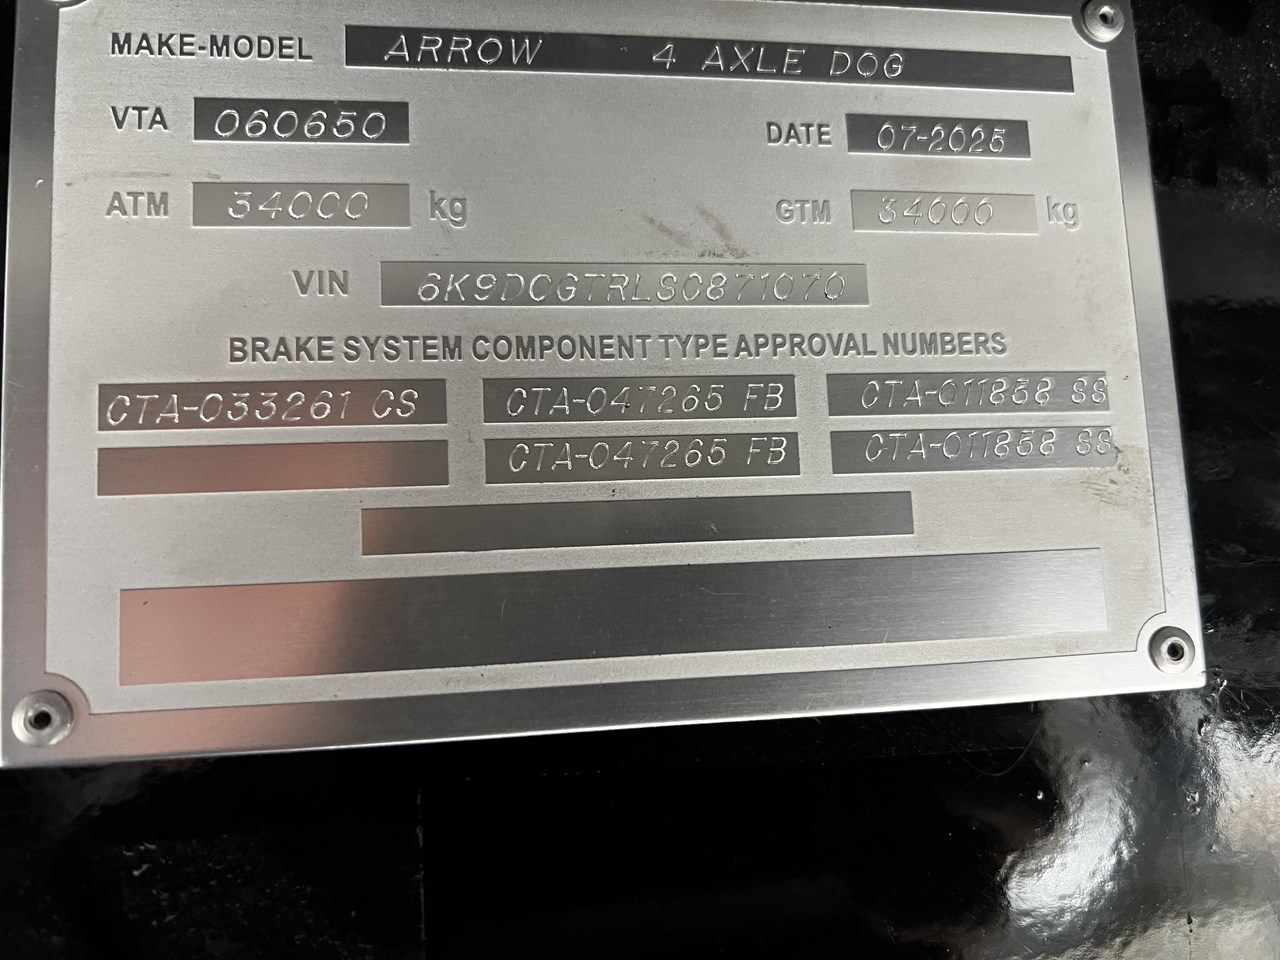 MAKE-MODEL ARROW 4 AXLE DOG
VTA 060650 DATE 07-2025
ATM 34000 kg GTM 34000 kg
VIN 6K9DOGTRLSC871070
BRAKE SYSTEM COMPONENT TYPE APPROVAL NUMBERS
CTA-033261 CS CTA-047265 FB CTA-011858 SS
CTA-047265 FB CTA-011858 SS